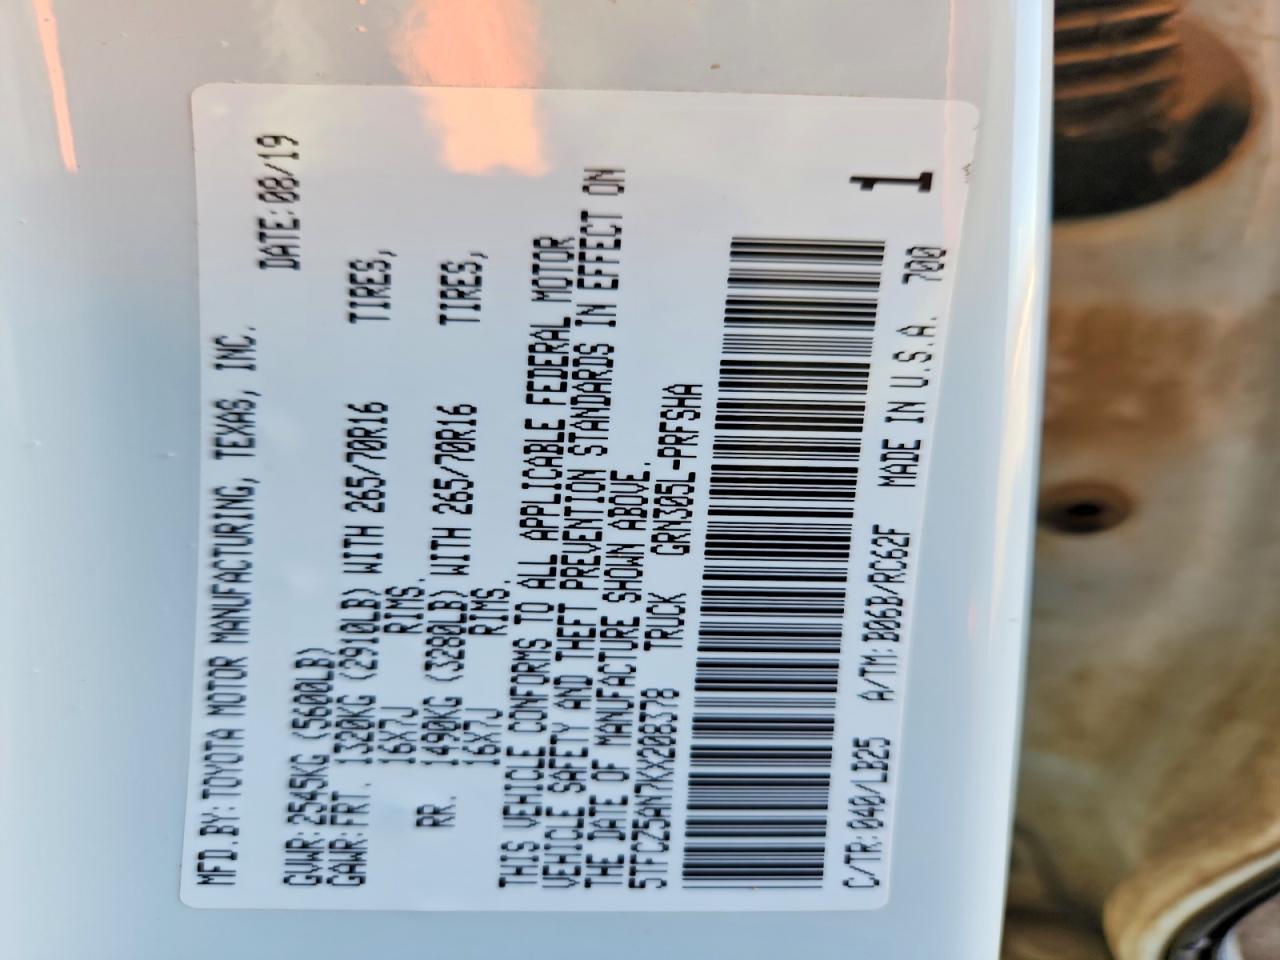 MFD.BY:TOYOTA MOTOR MANUFACTURING, TEXAS, INC.
DATE:08/19
GVWR:2545KG (5600LB)
GAWR:FRT. 1320KG (2910LB) WITH 265/70R16 TIRES,
16X7J RIMS.
RR. 1490KG (3280LB) WITH 265/70R16 TIRES,
16X7J RIMS.
THIS VEHICLE CONFORMS TO ALL APPLICABLE FEDERAL MOTOR
VEHICLE SAFETY AND THEFT PREVENTION STANDARDS IN EFFECT ON
THE DATE OF MANUFACTURE SHOWN ABOVE.
5TFCZ5AN7KX208378 TRUCK GRN305L-PRFSHA
1
C/TR:040/LB25 A/TM:B06B/RC62F MADE IN U.S.A. 700